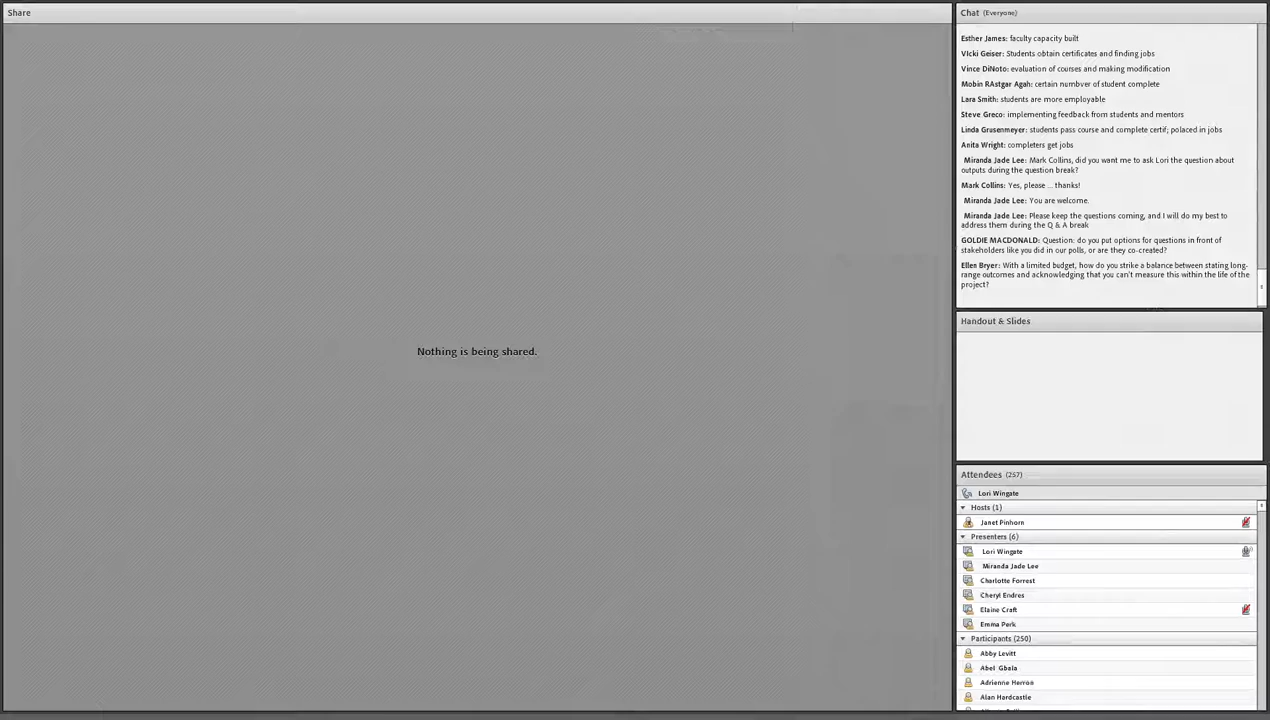 Share
Nothing is being shared.
Chat (Everyone)
Esther James: faculty capacity built
VIcki Geiser: Students obtain certificates and finding jobs
Vince DiNoto: evaluation of courses and making modification
Mobin RAstgar Agah: certain numbver of student complete
Lara Smith: students are more employable
Steve Greco: implementing feedback from students and mentors
Linda Grusenmeyer: students pass course and complete certif; polaced in jobs
Anita Wright: completers get jobs
Miranda Jade Lee: Mark Collins, did you want me to ask Lori the question about
outputs during the question break?
Mark Collins: Yes, please ... thanks!
Miranda Jade Lee: You are welcome.
Miranda Jade Lee: Please keep the questions coming, and I will do my best to
address them during the Q & A break
GOLDIE MACDONALD: Question: do you put options for questions in front of
stakeholders like you did in our polls, or are they co-created?
Ellen Bryer: With a limited budget, how do you strike a balance between stating long-
range outcomes and acknowledging that you can't measure this within the life of the
project?
Handout & Slides
Attendees (257)
Lori Wingate
Hosts (1)
Janet Pinhorn
Presenters (6)
Lori Wingate
Miranda Jade Lee
Charlotte Forrest
Cheryl Endres
Elaine Craft
Emma Perk
Participants (250)
Abby Levitt
Abel Gbala
Adrienne Herron
Alan Hardcastle